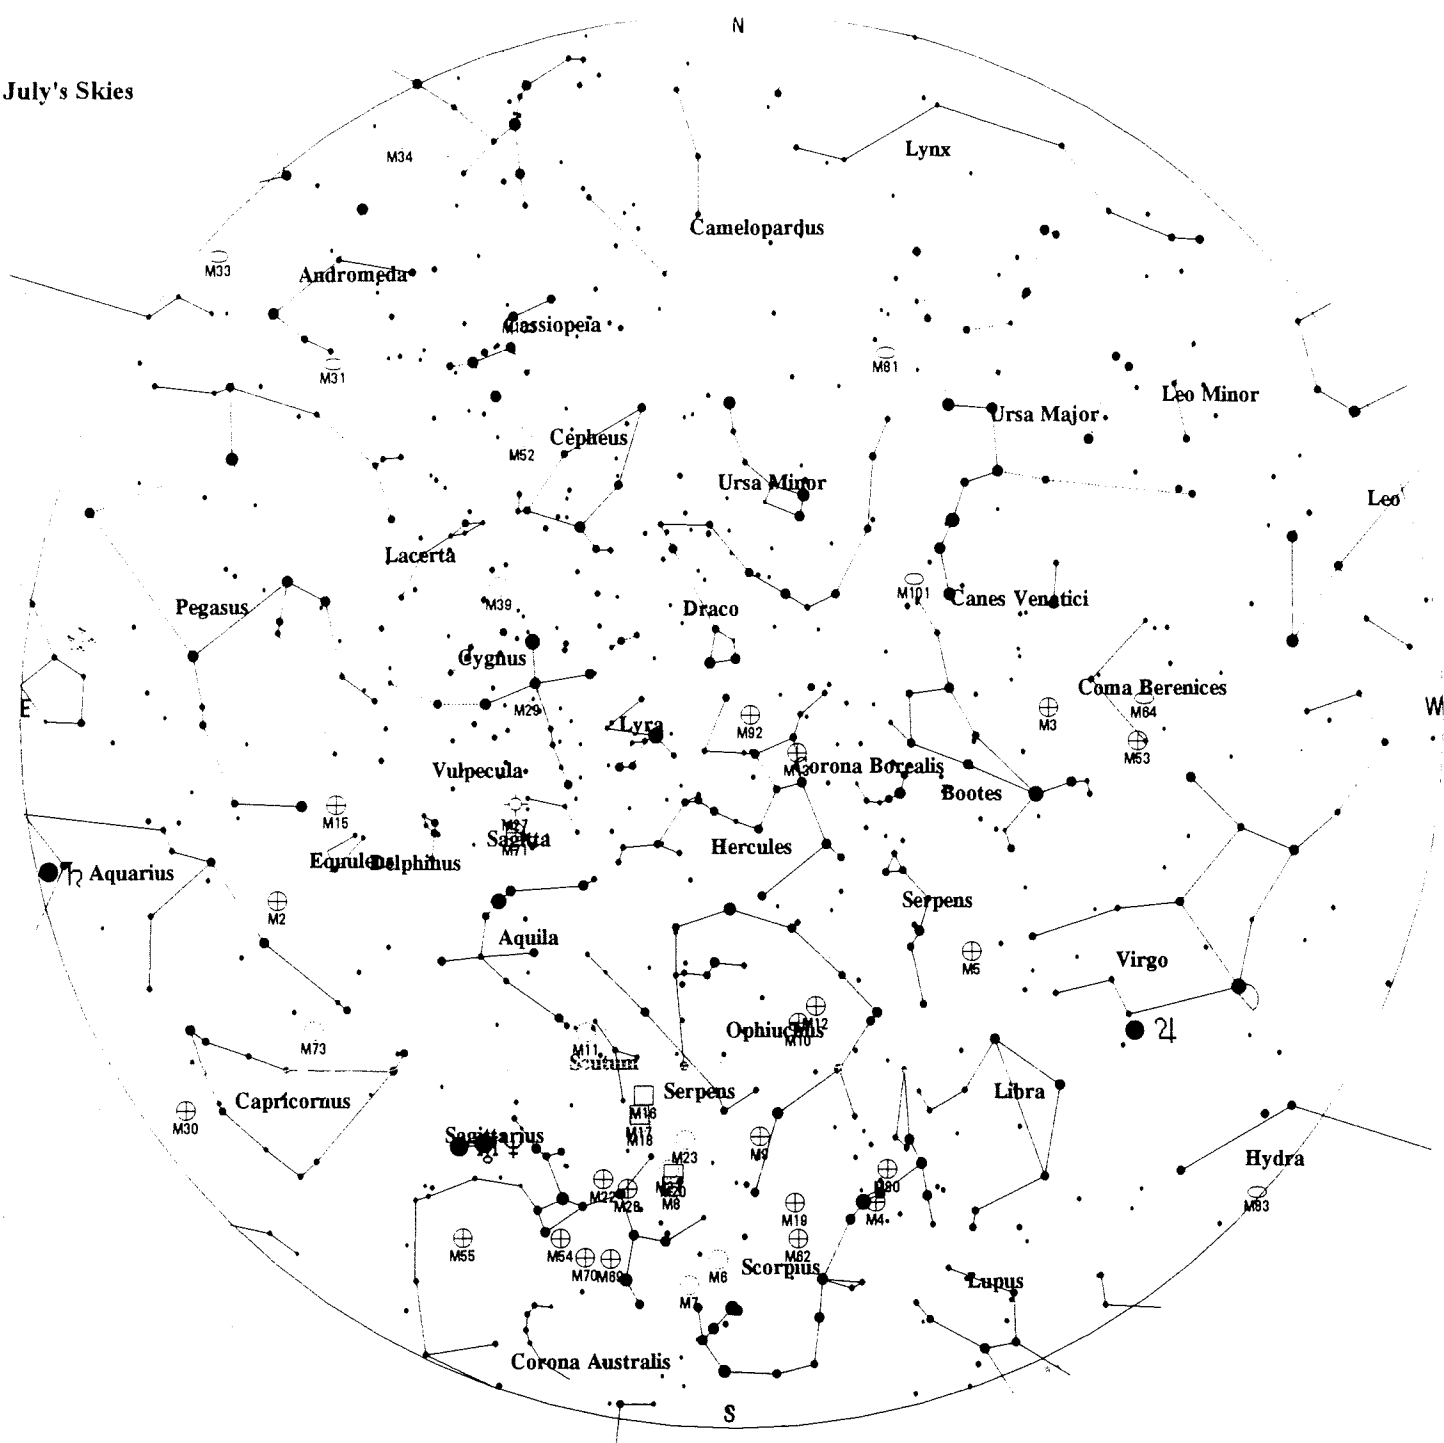 N
July's Skies
Lynx
M34
Camelopardus
M33
Andromeda
Cassiopeia
M31
M81
Leo Minor
Ursa Major
Cepheus
M52
Ursa Minor
Leo
Lacerta
M39
M101
Canes Venatici
Pegasus
Draco
Cygnus
Coma Berenices
E
M29
M64
W
Lyra
M92
M3
M53
M13
Corona Borealis
Vulpecula
Bootes
M15
M27
Sagitta
M71
Hercules
Equuleus
Delphinus
♄ Aquarius
Serpens
M2
Aquila
M5
Virgo
M12
Ophiuchus
M10
♃
M73
M11
Scutum
Serpens
Libra
Capricornus
M16
M30
M17
M18
Sagittarius
♀
M9
M23
Hydra
M20
M8
M22
M28
M80
M19
M4
M83
M55
M54
M62
M70
M69
M6
Scorpius
Lupus
M7
Corona Australis
S